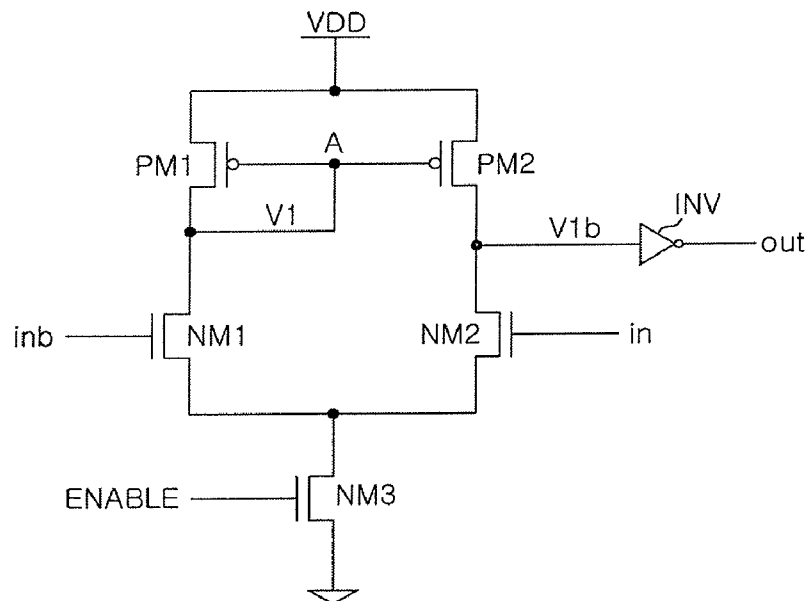 VDD
A
PM1
PM2
V1
V1b
INV
out
inb
NM1
NM2
in
ENABLE
NM3